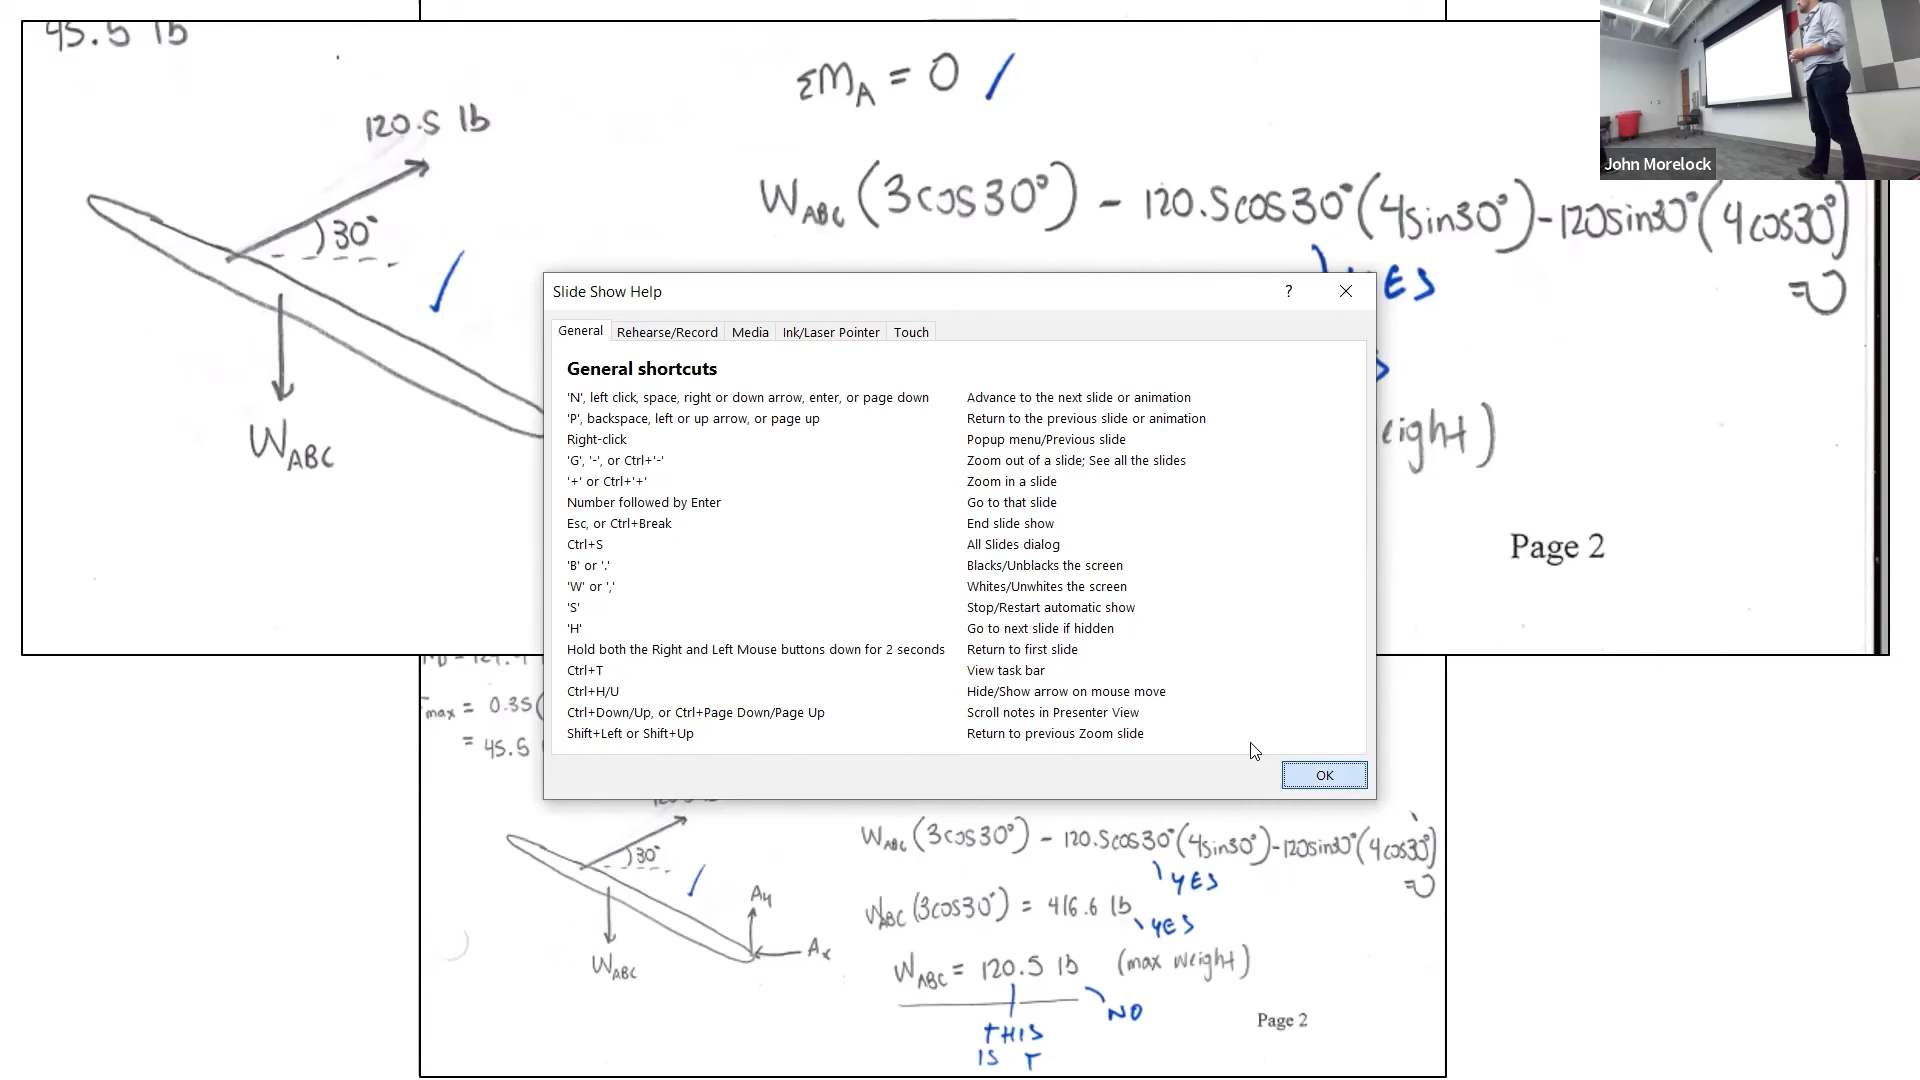 45.5 lb
ΣM_A = 0
120.5 lb
30°
W_ABC
W_ABC (3cos30°) - 120.5cos30°(4sin30°)-120sin30°(4cos30°)
=0
YES
eight)
Page 2
John Morelock
Slide Show Help
?
General Rehearse/Record Media Ink/Laser Pointer Touch
General shortcuts
'N', left click, space, right or down arrow, enter, or page down Advance to the next slide or animation
'P', backspace, left or up arrow, or page up Return to the previous slide or animation
Right-click Popup menu/Previous slide
'G', '-', or Ctrl+'-' Zoom out of a slide; See all the slides
'+' or Ctrl+'+' Zoom in a slide
Number followed by Enter Go to that slide
Esc, or Ctrl+Break End slide show
Ctrl+S All Slides dialog
'B' or '.' Blacks/Unblacks the screen
'W' or ',' Whites/Unwhites the screen
'S' Stop/Restart automatic show
'H' Go to next slide if hidden
Hold both the Right and Left Mouse buttons down for 2 seconds Return to first slide
Ctrl+T View task bar
Ctrl+H/U Hide/Show arrow on mouse move
Ctrl+Down/Up, or Ctrl+Page Down/Page Up Scroll notes in Presenter View
Shift+Left or Shift+Up Return to previous Zoom slide
OK
max = 0.35(
= 45.5
30°
W_ABC
Ay
Ax
W_ABC (3cos30°) - 120.5cos30°(4sin30°)-120sin30°(4cos30°)
=0
YES
W_ABC (3cos30°) = 416.6 lb
YES
W_ABC = 120.5 lb (max weight)
NO
THIS
IS T
Page 2